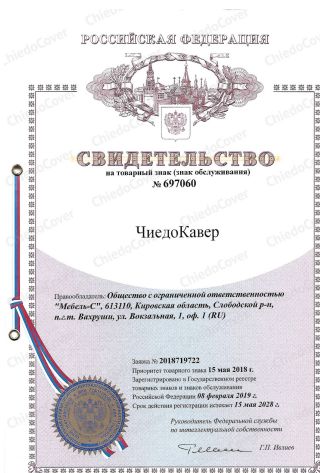 ChiedoCover
РОССИЙСКАЯ ФЕДЕРАЦИЯ
СВИДЕТЕЛЬСТВО
на товарный знак (знак обслуживания)
№ 697060
ЧиедоКавер
Правообладатель: Общество с ограниченной ответственностью
"Мебель-С", 613110, Кировская область, Слободской р-н,
п.г.т. Вахруши, ул. Вокзальная, 1, оф. 1 (RU)
Заявка № 2018719722
Приоритет товарного знака 15 мая 2018 г.
Зарегистрировано в Государственном реестре
товарных знаков и знаков обслуживания
Российской Федерации 08 февраля 2019 г.
Срок действия регистрации истекает 15 мая 2028 г.
Руководитель Федеральной службы
по интеллектуальной собственности
Г.П. Ивлиев